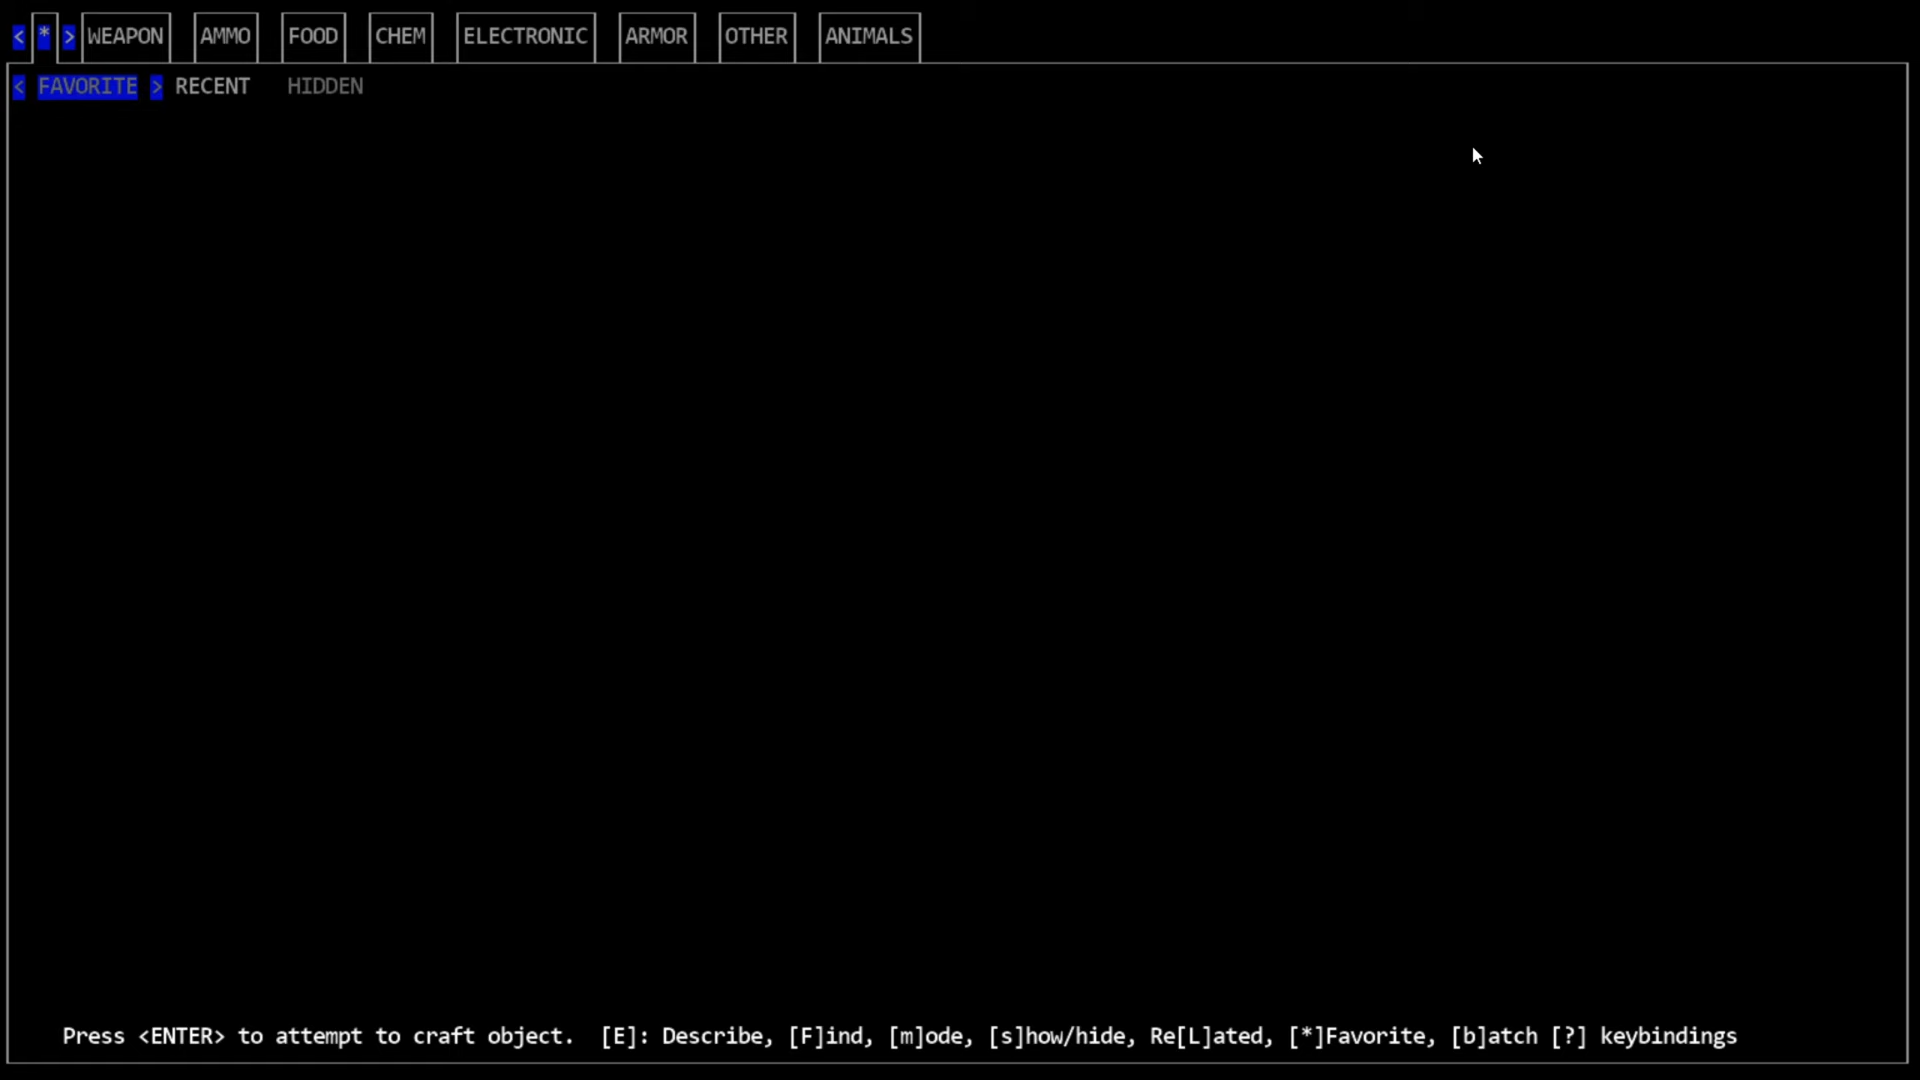 < * > WEAPON AMMO FOOD CHEM ELECTRONIC ARMOR OTHER ANIMALS
< FAVORITE > RECENT HIDDEN
Press <ENTER> to attempt to craft object. [E]: Describe, [F]ind, [m]ode, [s]how/hide, Re[L]ated, [*]Favorite, [b]atch [?] keybindings